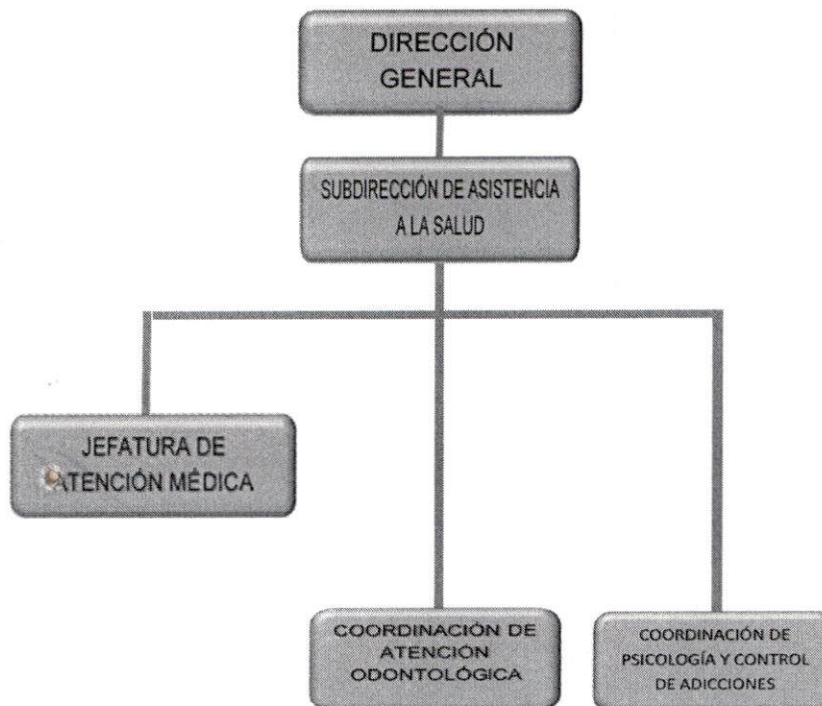 DIRECCIÓN
GENERAL
SUBDIRECCIÓN DE ASISTENCIA
A LA SALUD
JEFATURA DE
ATENCIÓN MÉDICA
COORDINACIÓN DE
ATENCIÓN
ODONTOLÓGICA
COORDINACIÓN DE
PSICOLOGÍA Y CONTROL
DE ADICCIONES